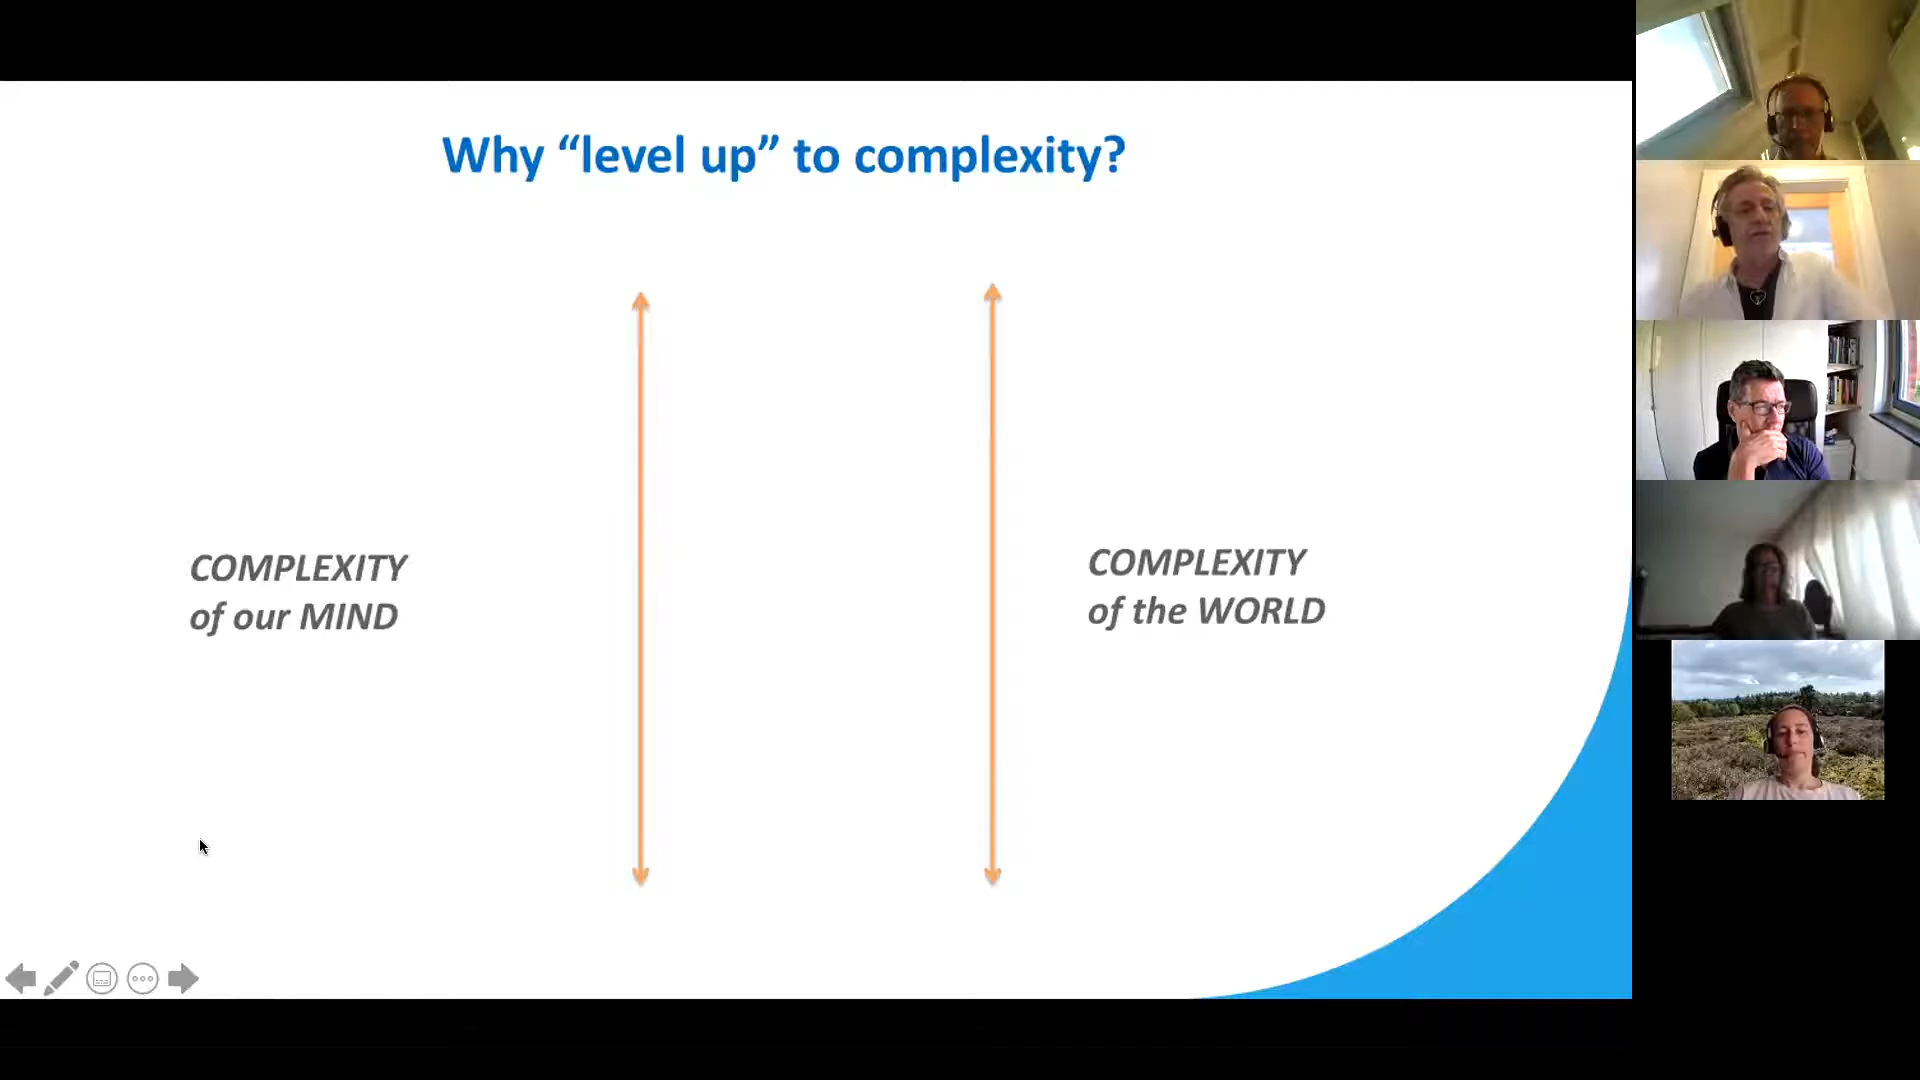 Why “level up” to complexity?
COMPLEXITY
of our MIND
COMPLEXITY
of the WORLD